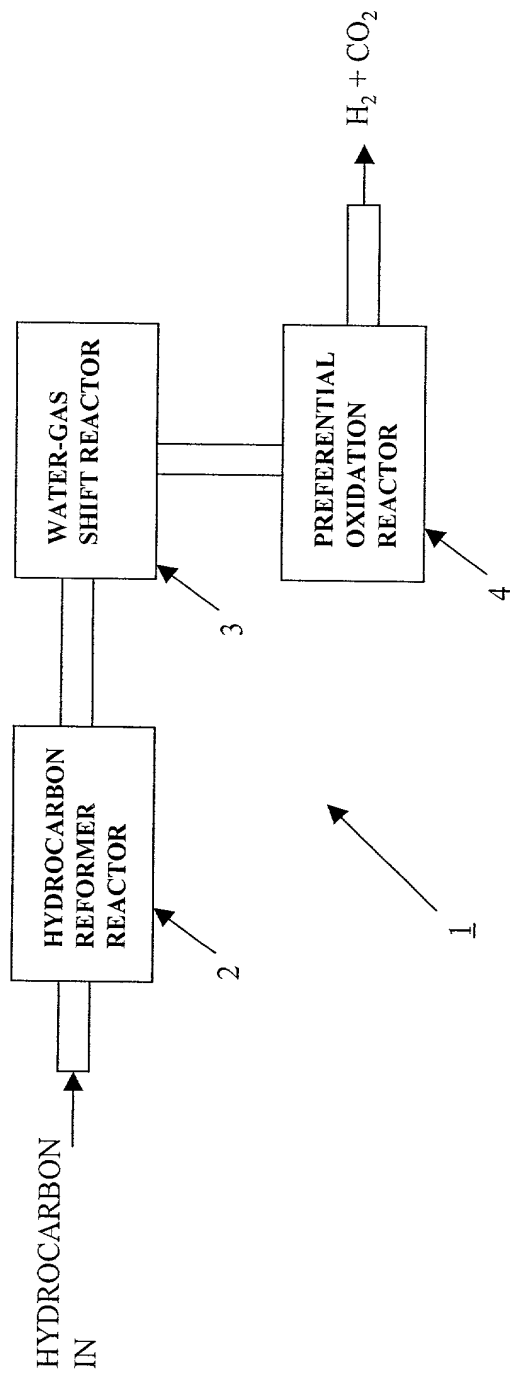 HYDROCARBON
IN
HYDROCARBON
REFORMER
REACTOR
2
WATER-GAS
SHIFT REACTOR
3
PREFERENTIAL
OXIDATION
REACTOR
4
H₂ + CO₂
1